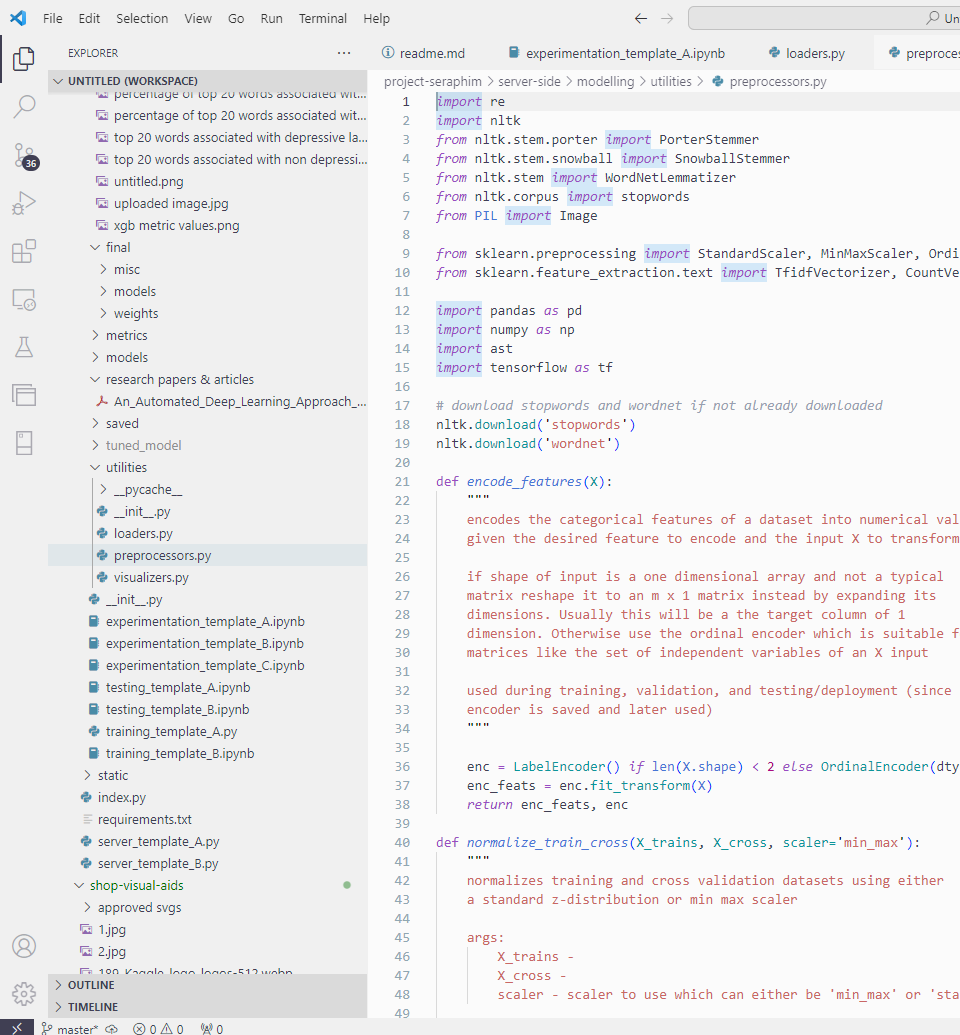 File Edit Selection View Go Run Terminal Help
Un
EXPLORER
UNTITLED (WORKSPACE)
percentage of top 20 words associated wit...
percentage of top 20 words associated wit...
top 20 words associated with depressive la...
top 20 words associated with non depressi...
untitled.png
uploaded image.jpg
xgb metric values.png
final
misc
models
weights
metrics
models
research papers & articles
An_Automated_Deep_Learning_Approach_...
saved
tuned_model
utilities
__pycache__
__init__.py
loaders.py
preprocessors.py
visualizers.py
__init__.py
experimentation_template_A.ipynb
experimentation_template_B.ipynb
experimentation_template_C.ipynb
testing_template_A.ipynb
testing_template_B.ipynb
training_template_A.py
training_template_B.ipynb
static
index.py
requirements.txt
server_template_A.py
server_template_B.py
shop-visual-aids
approved svgs
1.jpg
2.jpg
189_Kaggle_logo_logos-512.webp
OUTLINE
TIMELINE
36
readme.md experimentation_template_A.ipynb loaders.py preproces
project-seraphim > server-side > modelling > utilities > preprocessors.py
1 import re
2 import nltk
3 from nltk.stem.porter import PorterStemmer
4 from nltk.stem.snowball import SnowballStemmer
5 from nltk.stem import WordNetLemmatizer
6 from nltk.corpus import stopwords
7 from PIL import Image
8
9 from sklearn.preprocessing import StandardScaler, MinMaxScaler, Ordi
10 from sklearn.feature_extraction.text import TfidfVectorizer, CountVe
11
12 import pandas as pd
13 import numpy as np
14 import ast
15 import tensorflow as tf
16
17 # download stopwords and wordnet if not already downloaded
18 nltk.download('stopwords')
19 nltk.download('wordnet')
20
21 def encode_features(X):
22 """
23 encodes the categorical features of a dataset into numerical val
24 given the desired feature to encode and the input X to transform
25
26 if shape of input is a one dimensional array and not a typical
27 matrix reshape it to an m x 1 matrix instead by expanding its
28 dimensions. Usually this will be a the target column of 1
29 dimension. Otherwise use the ordinal encoder which is suitable f
30 matrices like the set of independent variables of an X input
31
32 used during training, validation, and testing/deployment (since
33 encoder is saved and later used)
34 """
35
36 enc = LabelEncoder() if len(X.shape) < 2 else OrdinalEncoder(dty
37 enc_feats = enc.fit_transform(X)
38 return enc_feats, enc
39
40 def normalize_train_cross(X_trains, X_cross, scaler='min_max'):
41 """
42 normalizes training and cross validation datasets using either
43 a standard z-distribution or min max scaler
44
45 args:
46 X_trains -
47 X_cross -
48 scaler - scaler to use which can either be 'min_max' or 'sta
49
master* 0 0 0